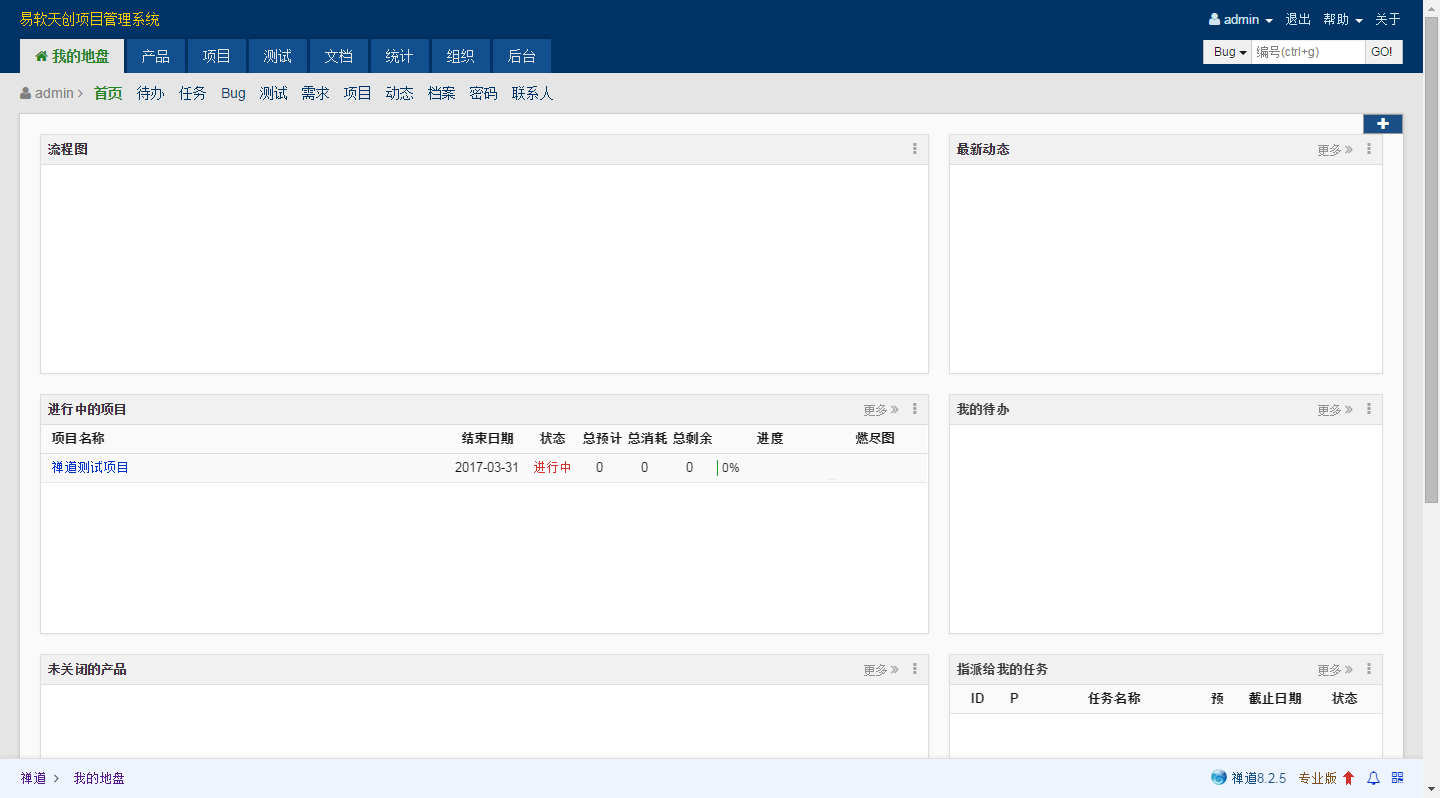 易软天创项目管理系统
admin 退出 帮助 关于
我的地盘 产品 项目 测试 文档 统计 组织 后台
Bug 编号(ctrl+g) GO!
admin 首页 待办 任务 Bug 测试 需求 项目 动态 档案 密码 联系人
流程图
最新动态 更多
进行中的项目 更多
项目名称 结束日期 状态 总预计 总消耗 总剩余 进度 燃尽图
禅道测试项目 2017-03-31 进行中 0 0 0 0%
我的待办 更多
未关闭的产品 更多
指派给我的任务 更多
ID P 任务名称 预 截止日期 状态
禅道 我的地盘
禅道8.2.5 专业版